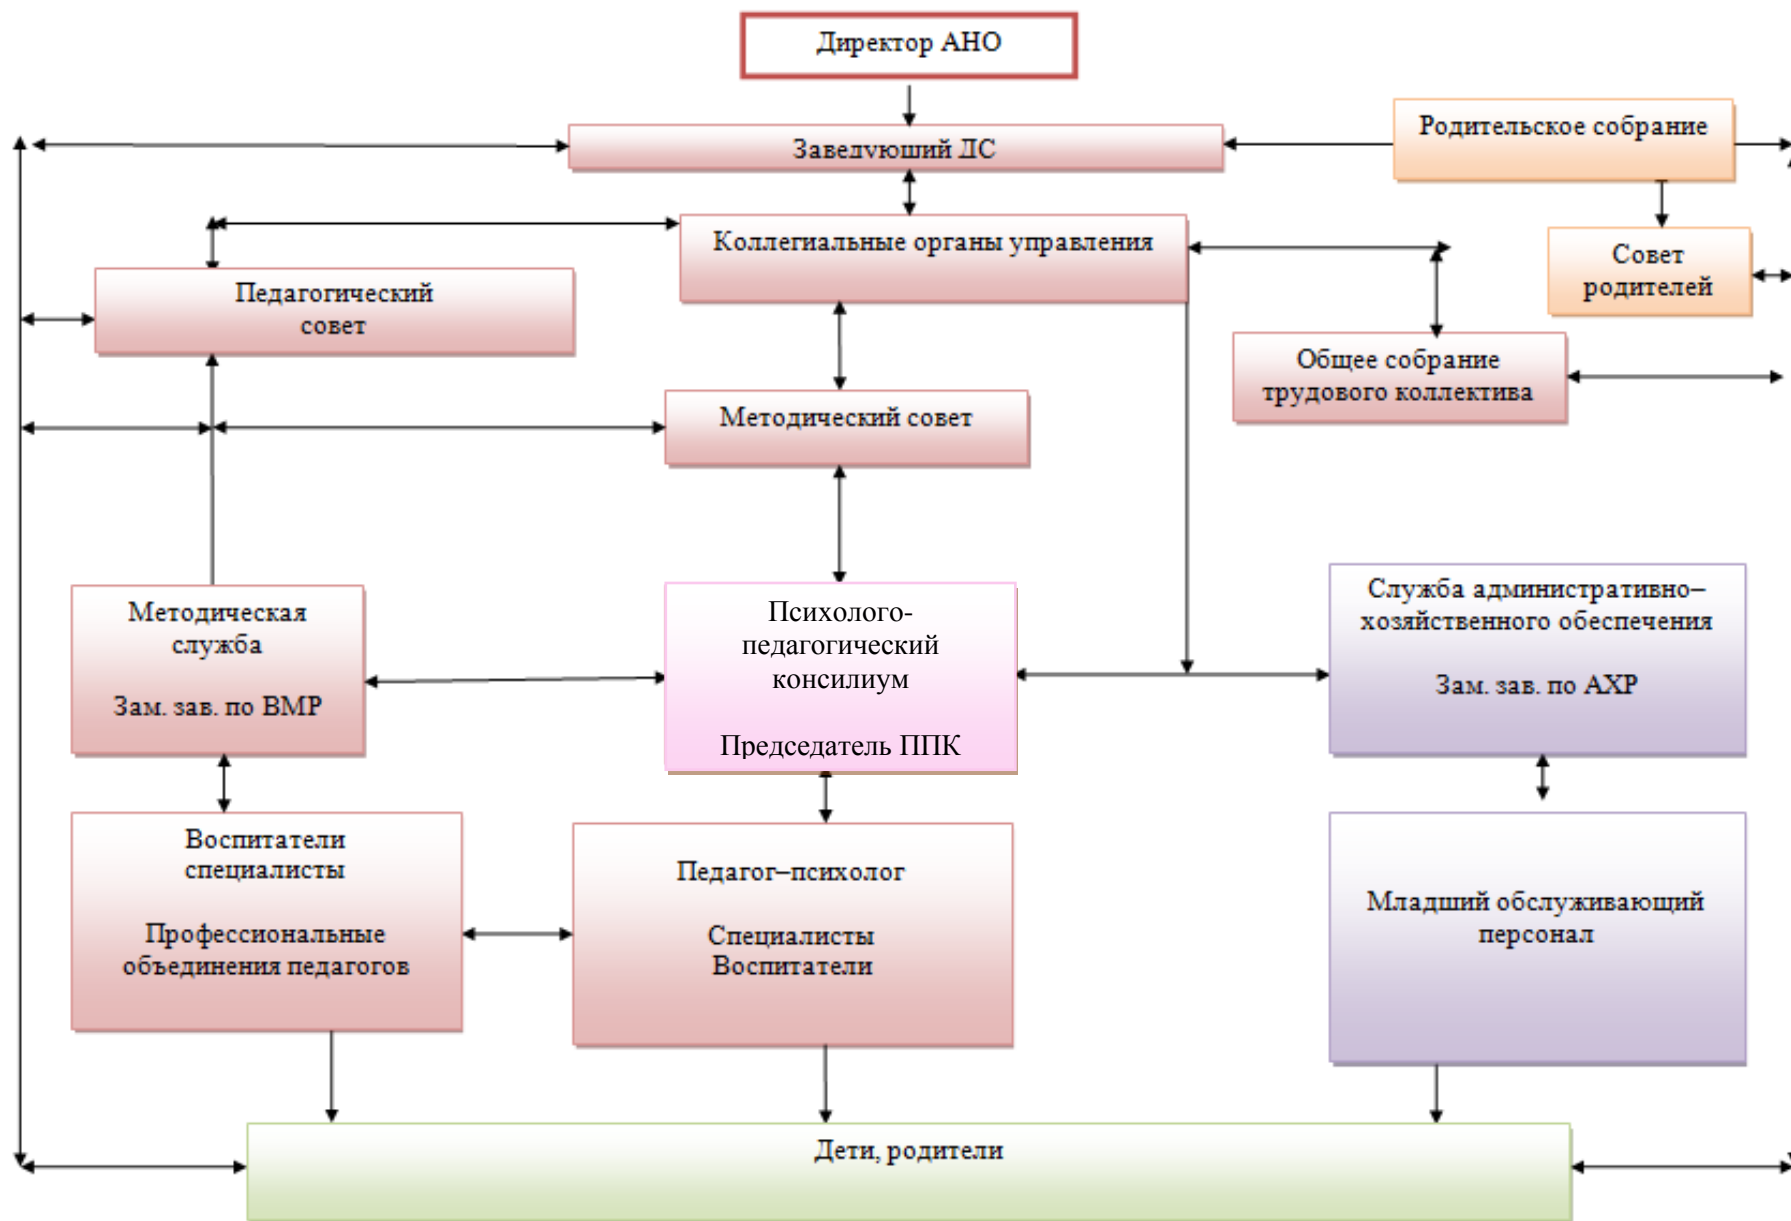 Директор АНО
Заведующий ДС
Родительское собрание
Коллегиальные органы управления
Совет
родителей
Педагогический
совет
Общее собрание
трудового коллектива
Методический совет
Методическая
служба
Зам. зав. по ВМР
Психолого-
педагогический
консилиум
Председатель ППК
Служба административно–
хозяйственного обеспечения
Зам. зав. по АХР
Воспитатели
специалисты
Профессиональные
объединения педагогов
Педагог–психолог
Специалисты
Воспитатели
Младший обслуживающий
персонал
Дети, родители